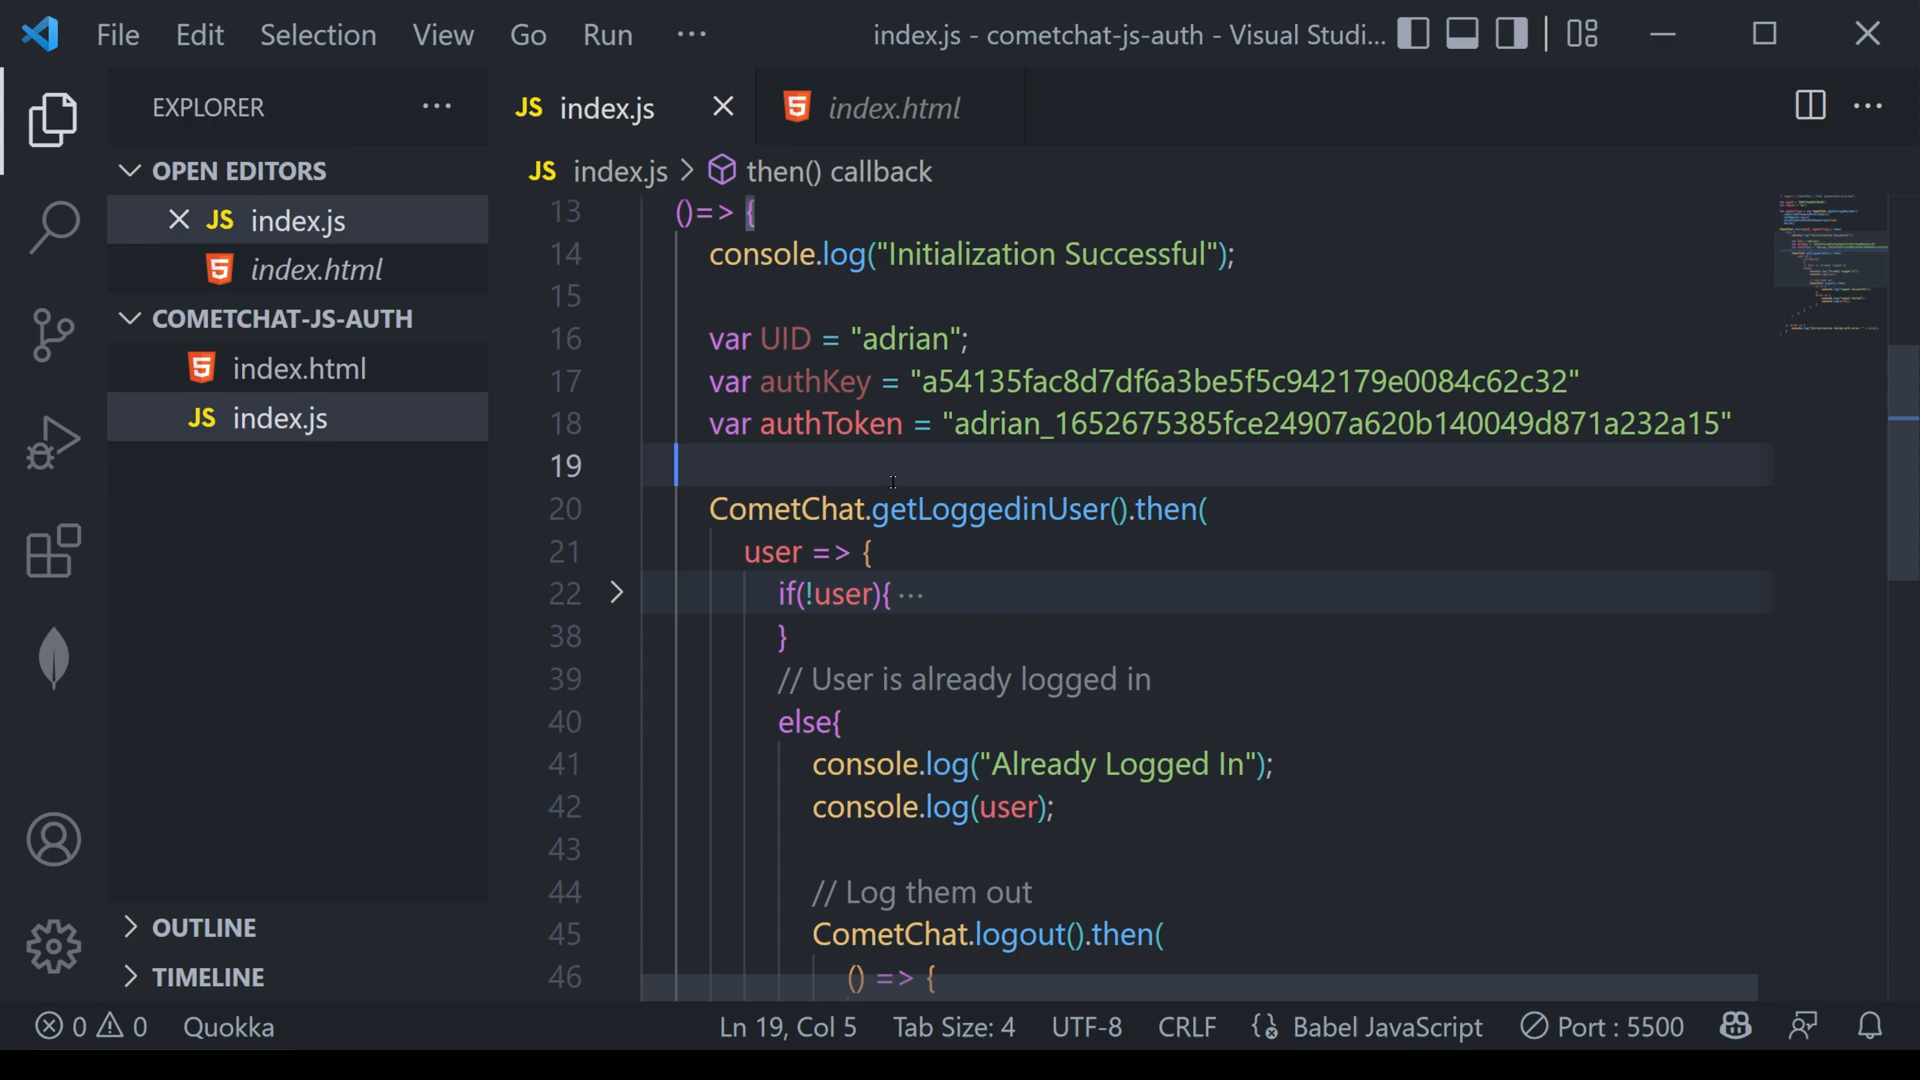 File Edit Selection View Go Run ... index.js - cometchat-js-auth - Visual Studi...
EXPLORER ...
JS index.js
index.html
OPEN EDITORS
JS index.js
index.html
COMETCHAT-JS-AUTH
index.html
JS index.js
OUTLINE
TIMELINE
JS index.js > then() callback
13 ()=> {
14 console.log("Initialization Successful");
15
16 var UID = "adrian";
17 var authKey = "a54135fac8d7df6a3be5f5c942179e0084c62c32"
18 var authToken = "adrian_1652675385fce24907a620b140049d871a232a15"
19
20 CometChat.getLoggedinUser().then(
21 user => {
22 if(!user){ ...
38 }
39 // User is already logged in
40 else{
41 console.log("Already Logged In");
42 console.log(user);
43
44 // Log them out
45 CometChat.logout().then(
46 () => {
0 0 Quokka Ln 19, Col 5 Tab Size: 4 UTF-8 CRLF Babel JavaScript Port : 5500